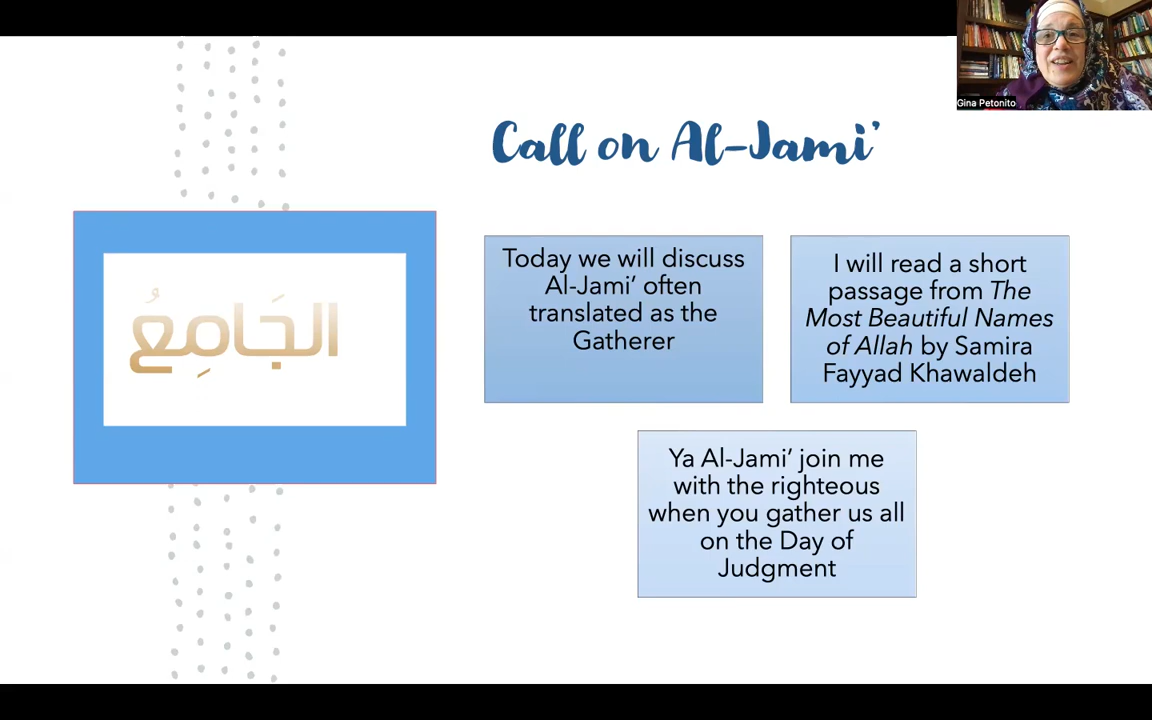 Gina Petonito
Call on Al-Jami’
الجَامِعُ
Today we will discuss
Al-Jami’ often
translated as the
Gatherer
I will read a short
passage from The
Most Beautiful Names
of Allah by Samira
Fayyad Khawaldeh
Ya Al-Jami’ join me
with the righteous
when you gather us all
on the Day of
Judgment